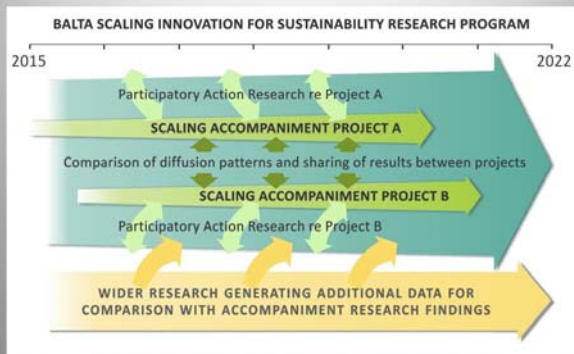 BALTA SCALING INNOVATION FOR SUSTAINABILITY RESEARCH PROGRAM
2015 2022
Participatory Action Research re Project A
SCALING ACCOMPANIMENT PROJECT A
Comparison of diffusion patterns and sharing of results between projects
SCALING ACCOMPANIMENT PROJECT B
Participatory Action Research re Project B
WIDER RESEARCH GENERATING ADDITIONAL DATA FOR
COMPARISON WITH ACCOMPANIMENT RESEARCH FINDINGS